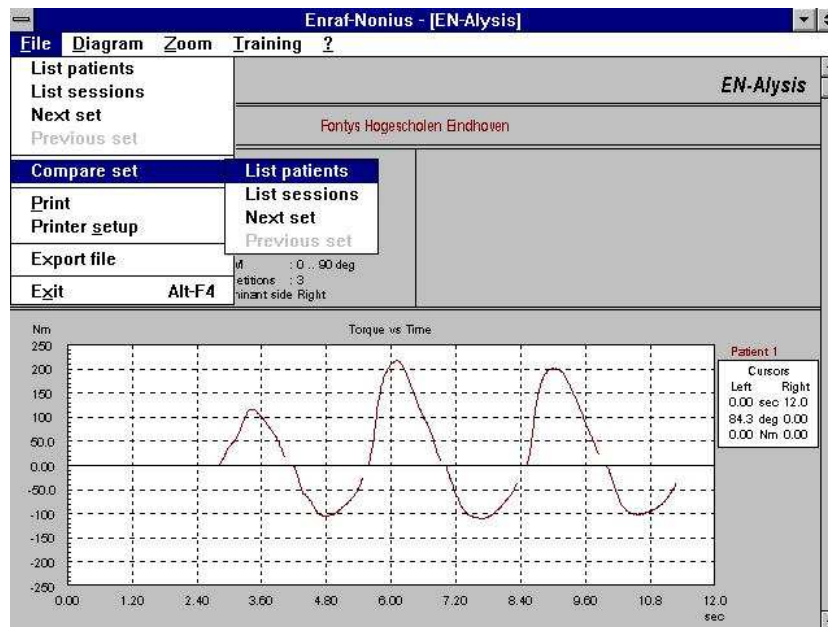 Enraf-Nonius - [EN-Alysis]
File Diagram Zoom Training ?
List patients
List sessions
Next set
Previous set
Compare set
Print
Printer setup
Export file
Exit Alt-F4
List patients
List sessions
Next set
Previous set
EN-Alysis
Fontys Hogescholen Eindhoven
: 0 .. 90 deg
etitions : 3
ninant side Right
Nm
Torque vs Time
250
200
150
100
50.0
0.00
-50.0
-100
-150
-200
-250
0.00 1.20 2.40 3.60 4.80 6.00 7.20 8.40 9.60 10.8 12.0
sec
Patient 1
Cursors
Left Right
0.00 sec 12.0
84.3 deg 0.00
0.00 Nm 0.00